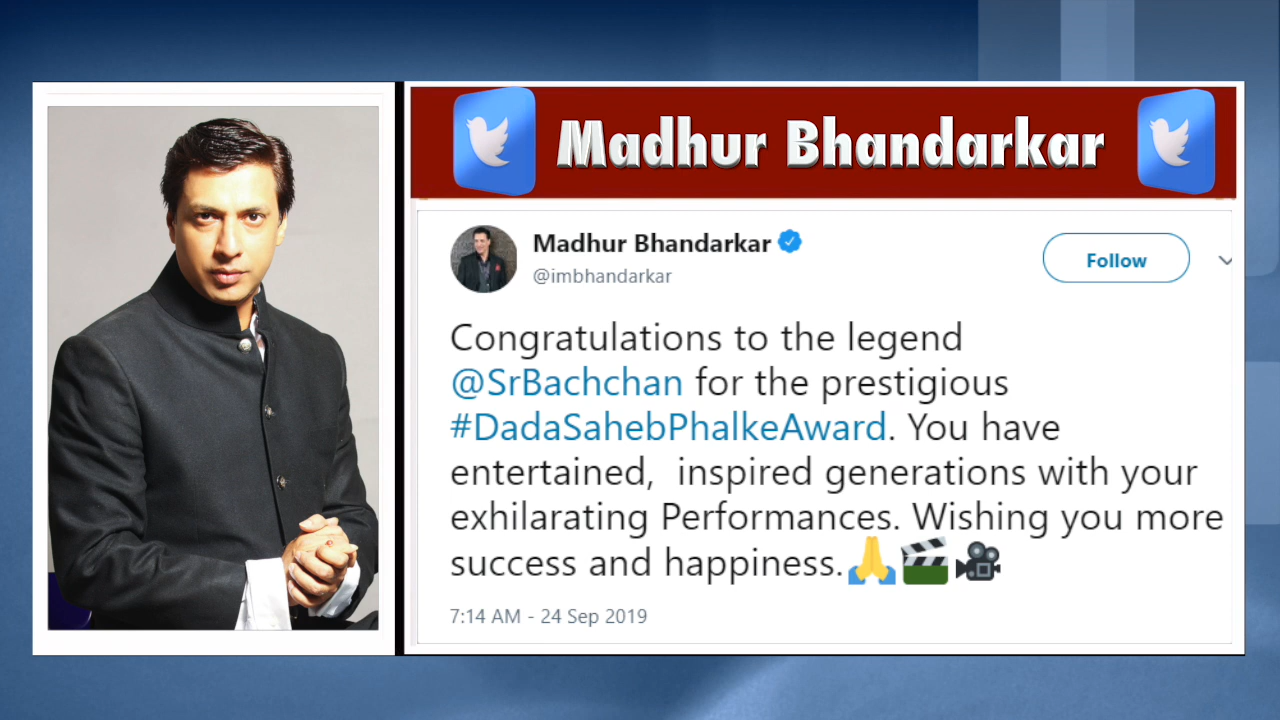 Madhur Bhandarkar
Madhur Bhandarkar
@imbhandarkar
Follow
Congratulations to the legend
@SrBachchan for the prestigious
#DadaSahebPhalkeAward. You have
entertained,  inspired generations with your
exhilarating Performances. Wishing you more
success and happiness.🙏🎬🎥
7:14 AM - 24 Sep 2019